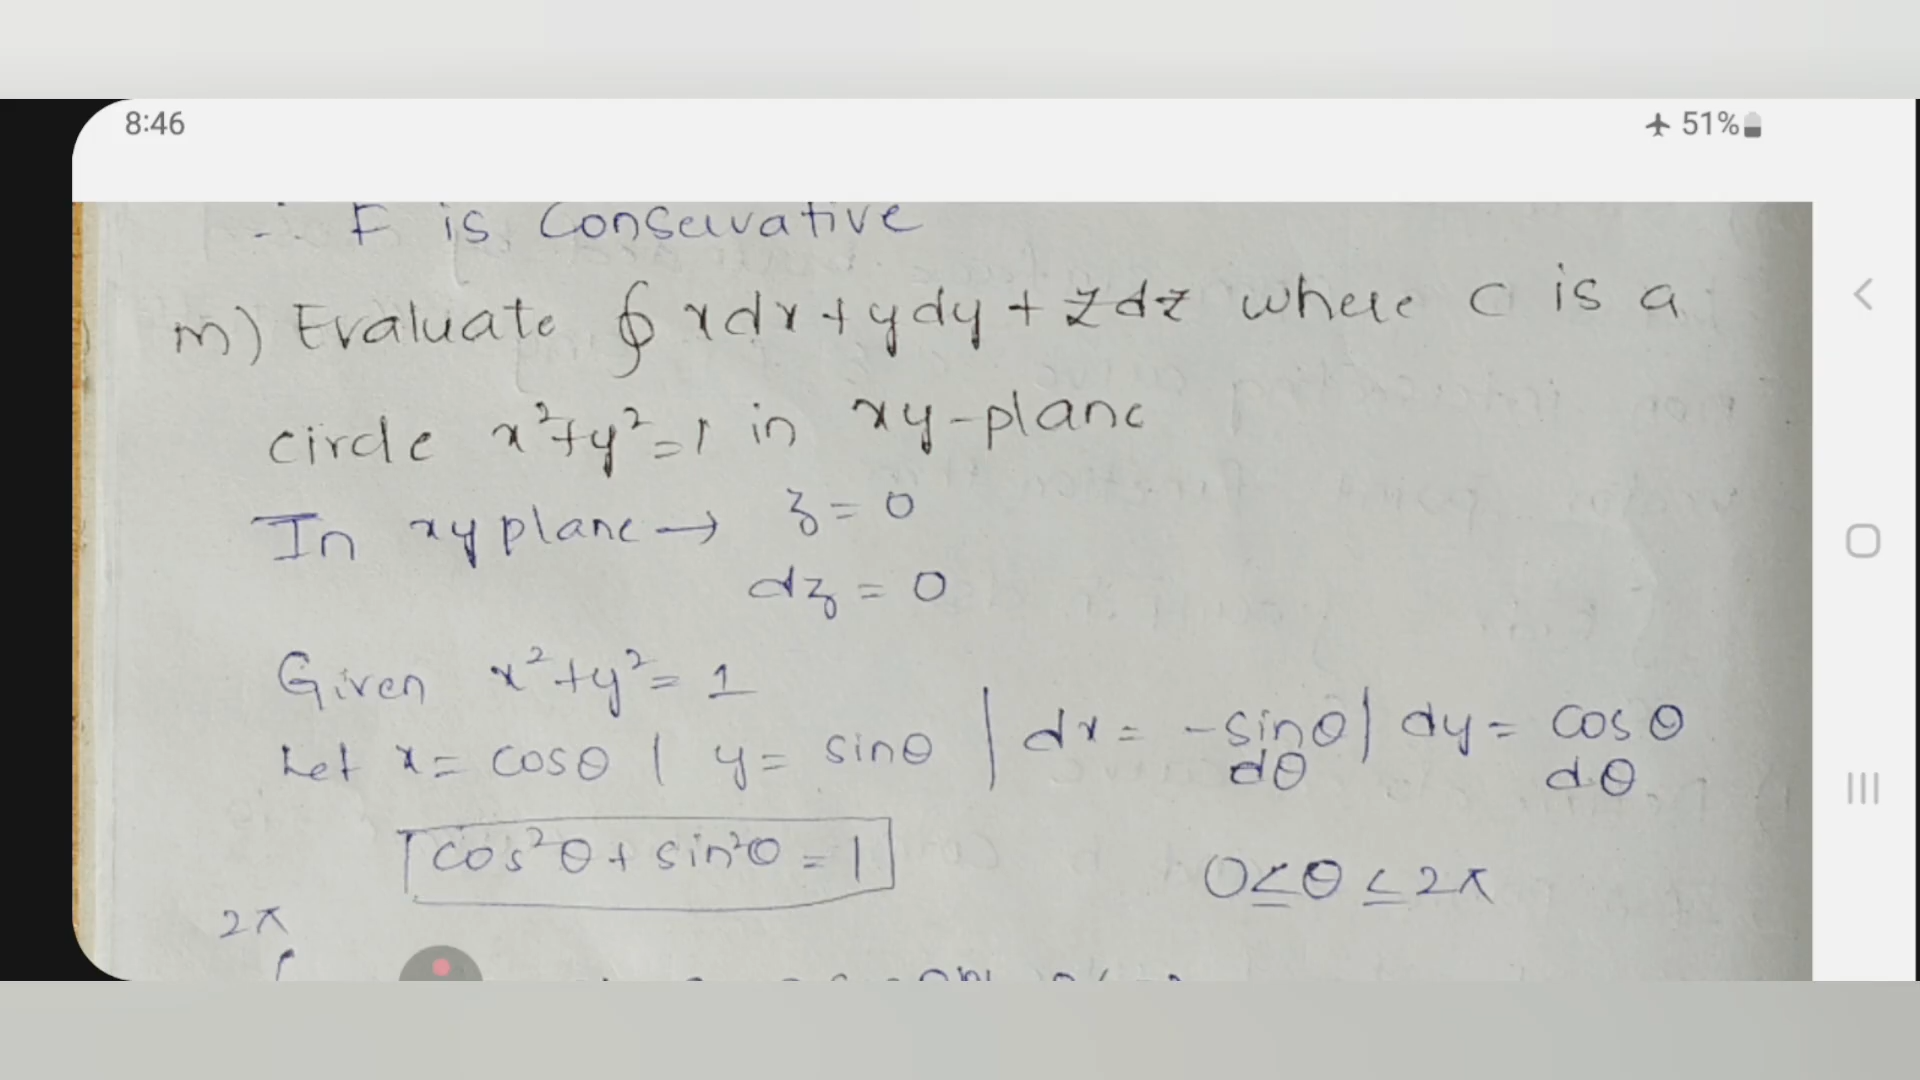 8:46
51%
∴ F is Conservative
m) Evaluate ∮ xdx + ydy + zdz where C is a
circle x²+y²=1 in xy-plane
In xy plane → z = 0
dz = 0
Given x²+y² = 1
Let x = cosθ | y = sinθ | dx = -sinθ dθ | dy = cosθ dθ
cos²θ + sin²θ = 1
0≤θ≤2π
2π